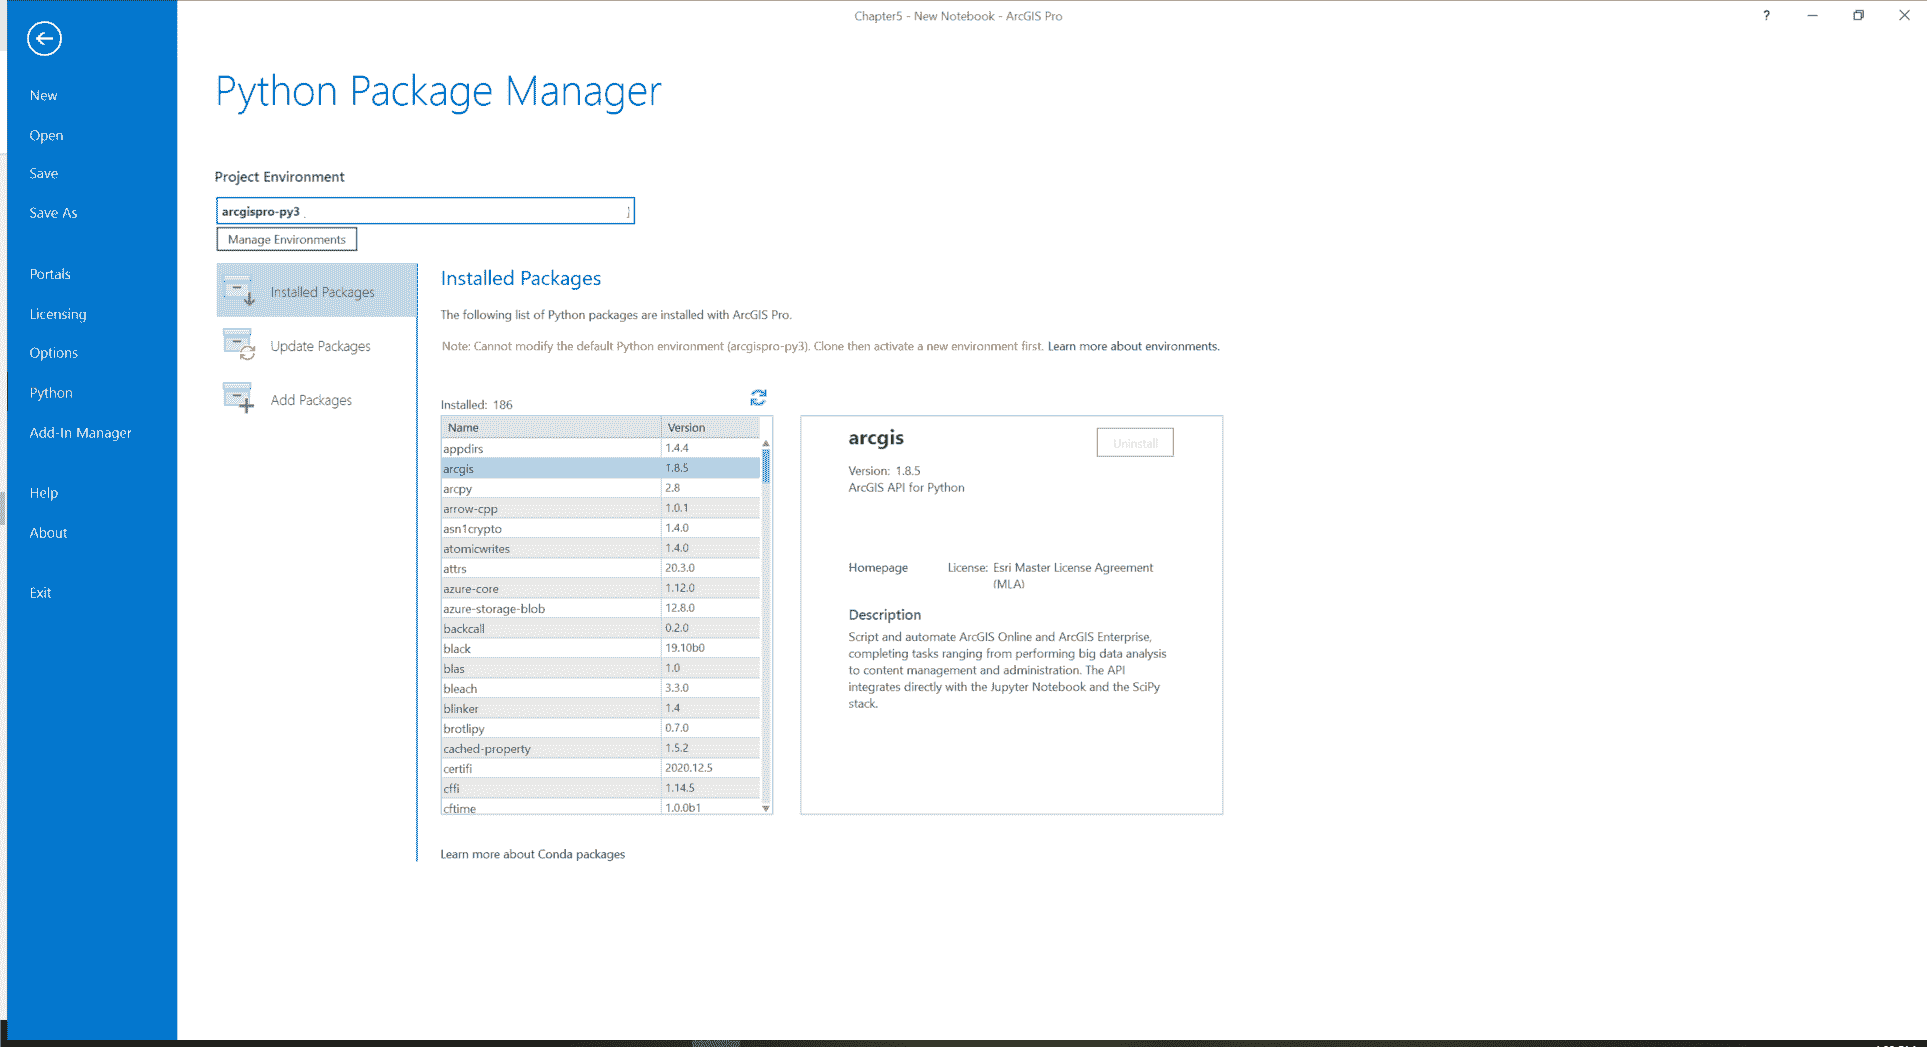 Chapter5 - New Notebook - ArcGIS Pro
?
New
Open
Save
Save As
Portals
Licensing
Options
Python
Add-In Manager
Help
About
Exit
Python Package Manager
Project Environment
arcgispro-py3
Manage Environments
Installed Packages
Update Packages
Add Packages
Installed Packages
The following list of Python packages are installed with ArcGIS Pro.
Note: Cannot modify the default Python environment (arcgispro-py3). Clone then activate a new environment first. Learn more about environments.
Installed: 186
Name Version
appdirs 1.4.4
arcgis 1.8.5
arcpy 2.8
arrow-cpp 1.0.1
asn1crypto 1.4.0
atomicwrites 1.4.0
attrs 20.3.0
azure-core 1.12.0
azure-storage-blob 12.8.0
backcall 0.2.0
black 19.10b0
blas 1.0
bleach 3.3.0
blinker 1.4
brotlipy 0.7.0
cached-property 1.5.2
certifi 2020.12.5
cffi 1.14.5
cftime 1.0.0b1
arcgis
Uninstall
Version: 1.8.5
ArcGIS API for Python
Homepage License: Esri Master License Agreement
(MLA)
Description
Script and automate ArcGIS Online and ArcGIS Enterprise,
completing tasks ranging from performing big data analysis
to content management and administration. The API
integrates directly with the Jupyter Notebook and the SciPy
stack.
Learn more about Conda packages